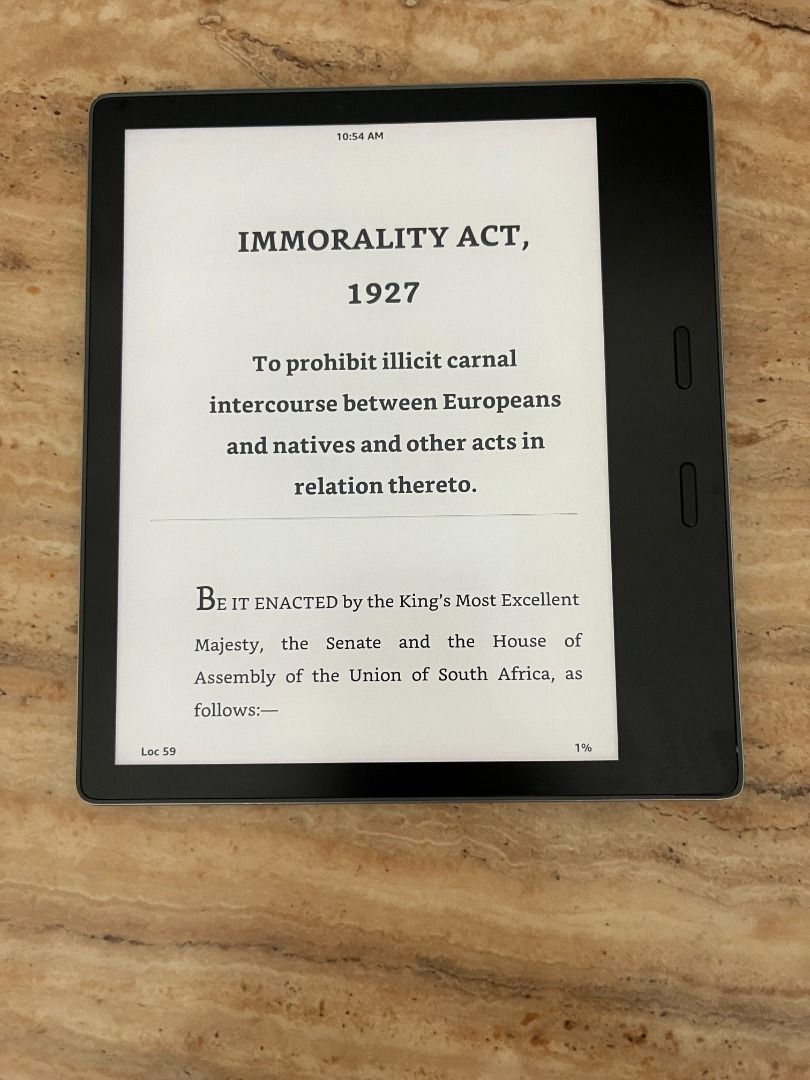 10:54 AM
IMMORALITY ACT,
1927
To prohibit illicit carnal
intercourse between Europeans
and natives and other acts in
relation thereto.
BE IT ENACTED by the King’s Most Excellent
Majesty, the Senate and the House of
Assembly of the Union of South Africa, as
follows:—
Loc 59 1%